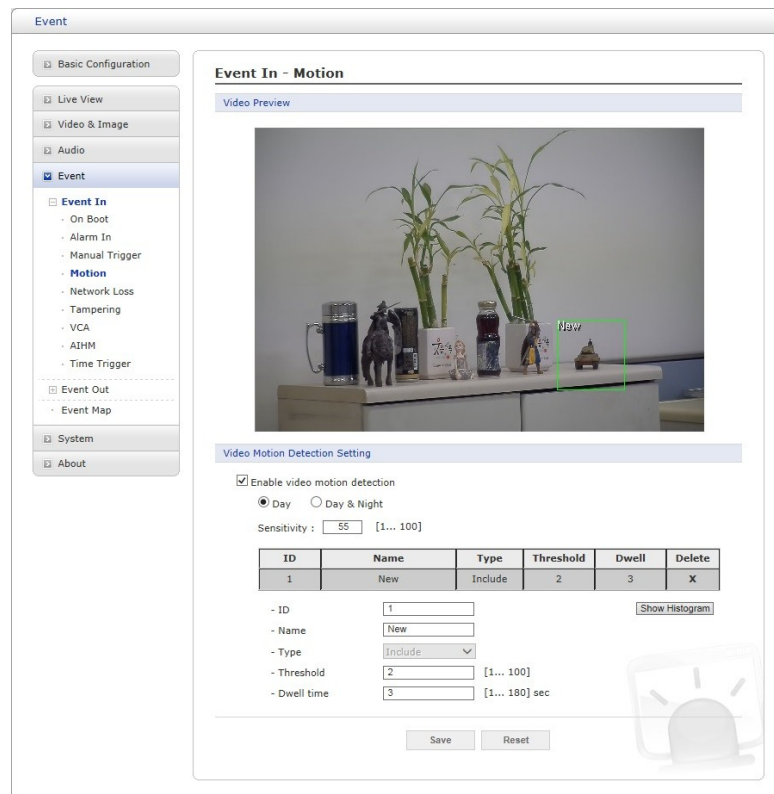 Event
Basic Configuration
Live View
Video & Image
Audio
Event
Event In
On Boot
Alarm In
Manual Trigger
Motion
Network Loss
Tampering
VCA
AIHM
Time Trigger
Event Out
Event Map
System
About
Event In - Motion
Video Preview
New
Video Motion Detection Setting
Enable video motion detection
Day Day & Night
Sensitivity : 55 [1... 100]
ID Name Type Threshold Dwell Delete
1 New Include 2 3 X
- ID 1 Show Histogram
- Name New
- Type Include
- Threshold 2 [1... 100]
- Dwell time 3 [1... 180] sec
Save Reset